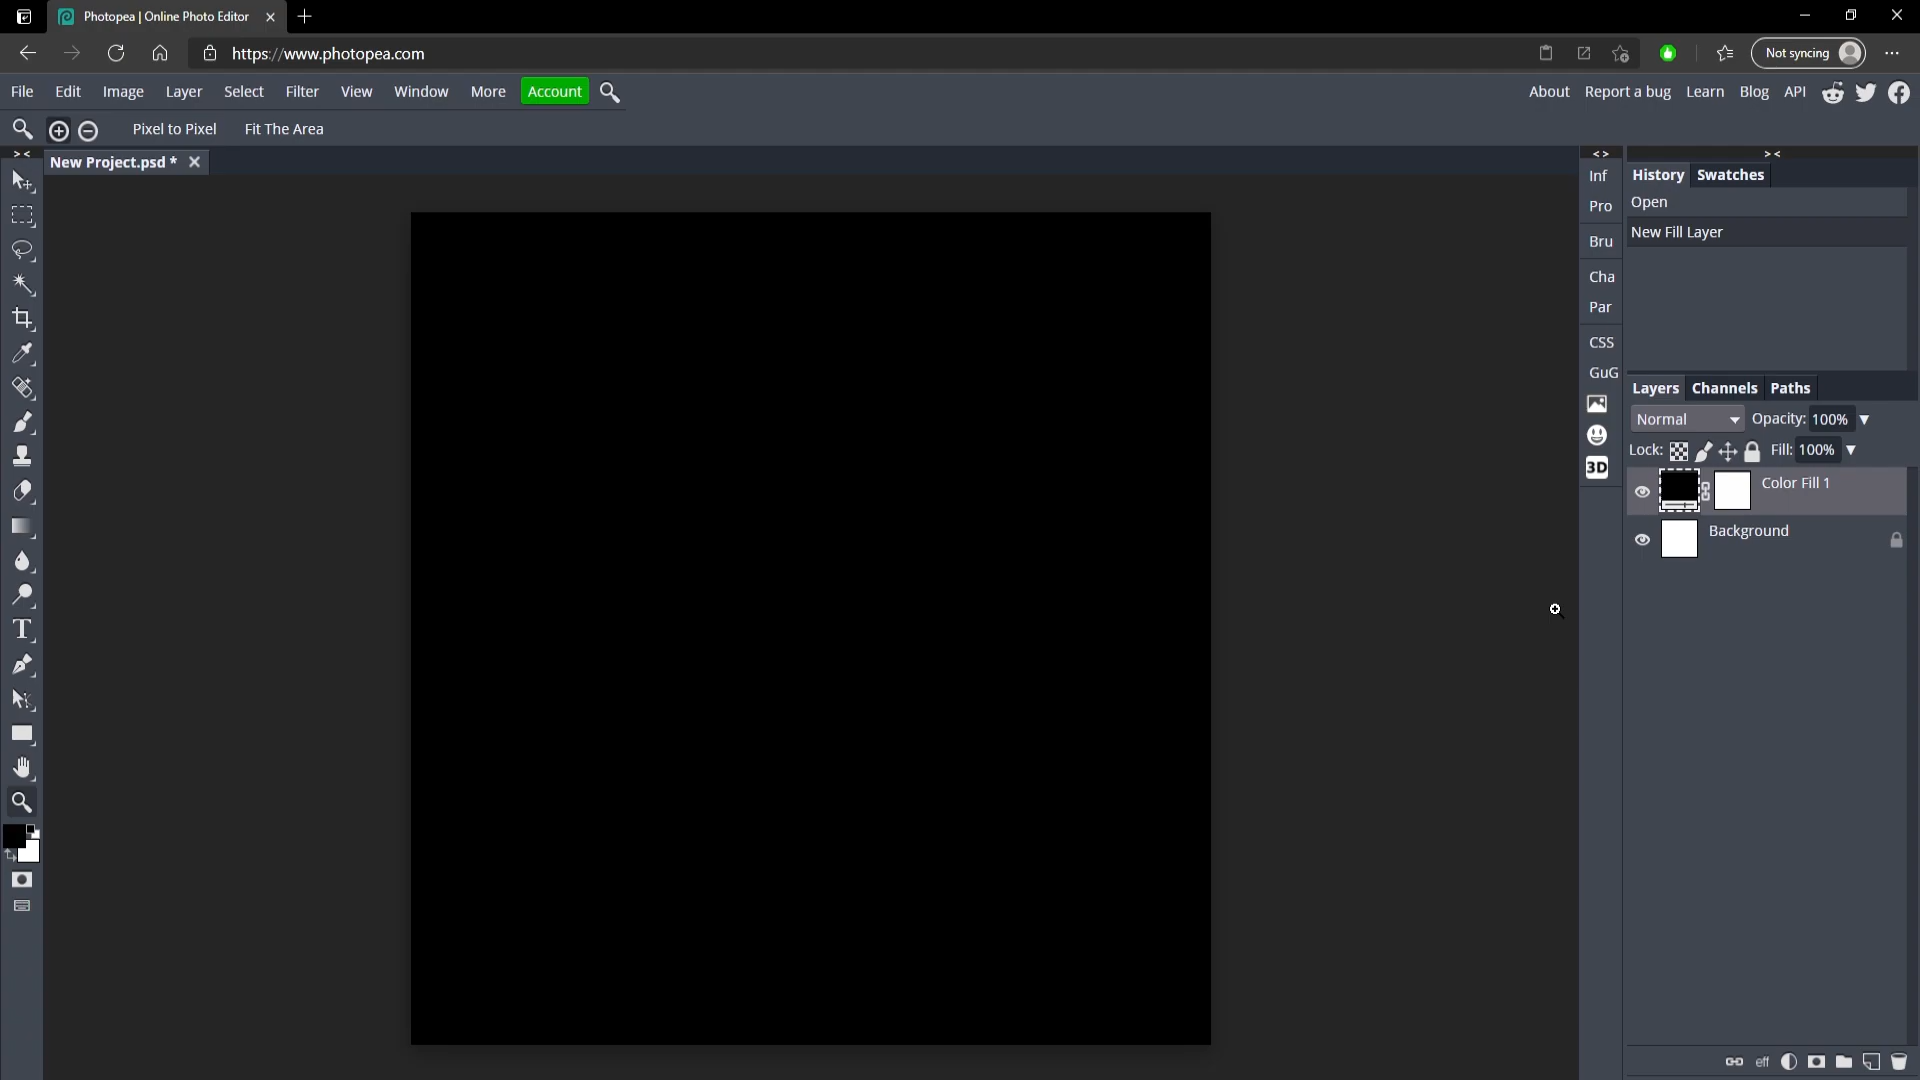 Photopea | Online Photo Editor
https://www.photopea.com
Not syncing
File Edit Image Layer Select Filter View Window More Account
About Report a bug Learn Blog API
Pixel to Pixel Fit The Area
New Project.psd *
Inf
Pro
Bru
Cha
Par
CSS
GuG
3D
History Swatches
Open
New Fill Layer
Layers Channels Paths
Normal Opacity: 100%
Lock: Fill: 100%
Color Fill 1
Background
T
eff